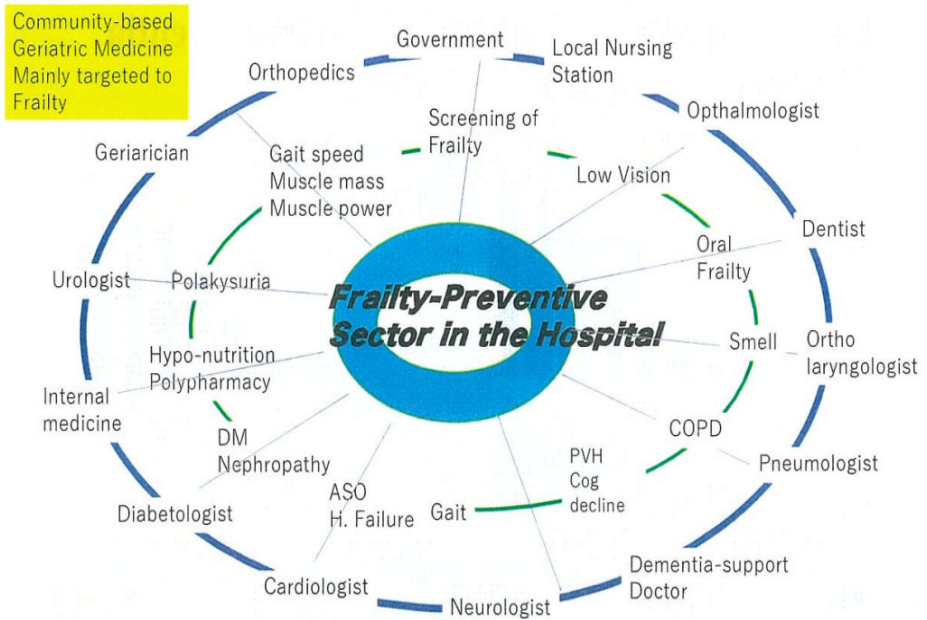 Community-based
Geriatric Medicine
Mainly targeted to
Frailty
Government
Local Nursing
Station
Orthopedics
Opthalmologist
Screening of
Frailty
Geriarician
Gait speed
Muscle mass
Muscle power
Low Vision
Dentist
Oral
Frailty
Urologist
Polakysuria
Frailty-Preventive
Sector in the Hospital
Smell
Ortho
laryngologist
Hypo-nutrition
Polypharmacy
Internal
medicine
COPD
DM
Nephropathy
PVH
Cog
decline
Pneumologist
ASO
H. Failure
Gait
Diabetologist
Dementia-support
Doctor
Cardiologist
Neurologist